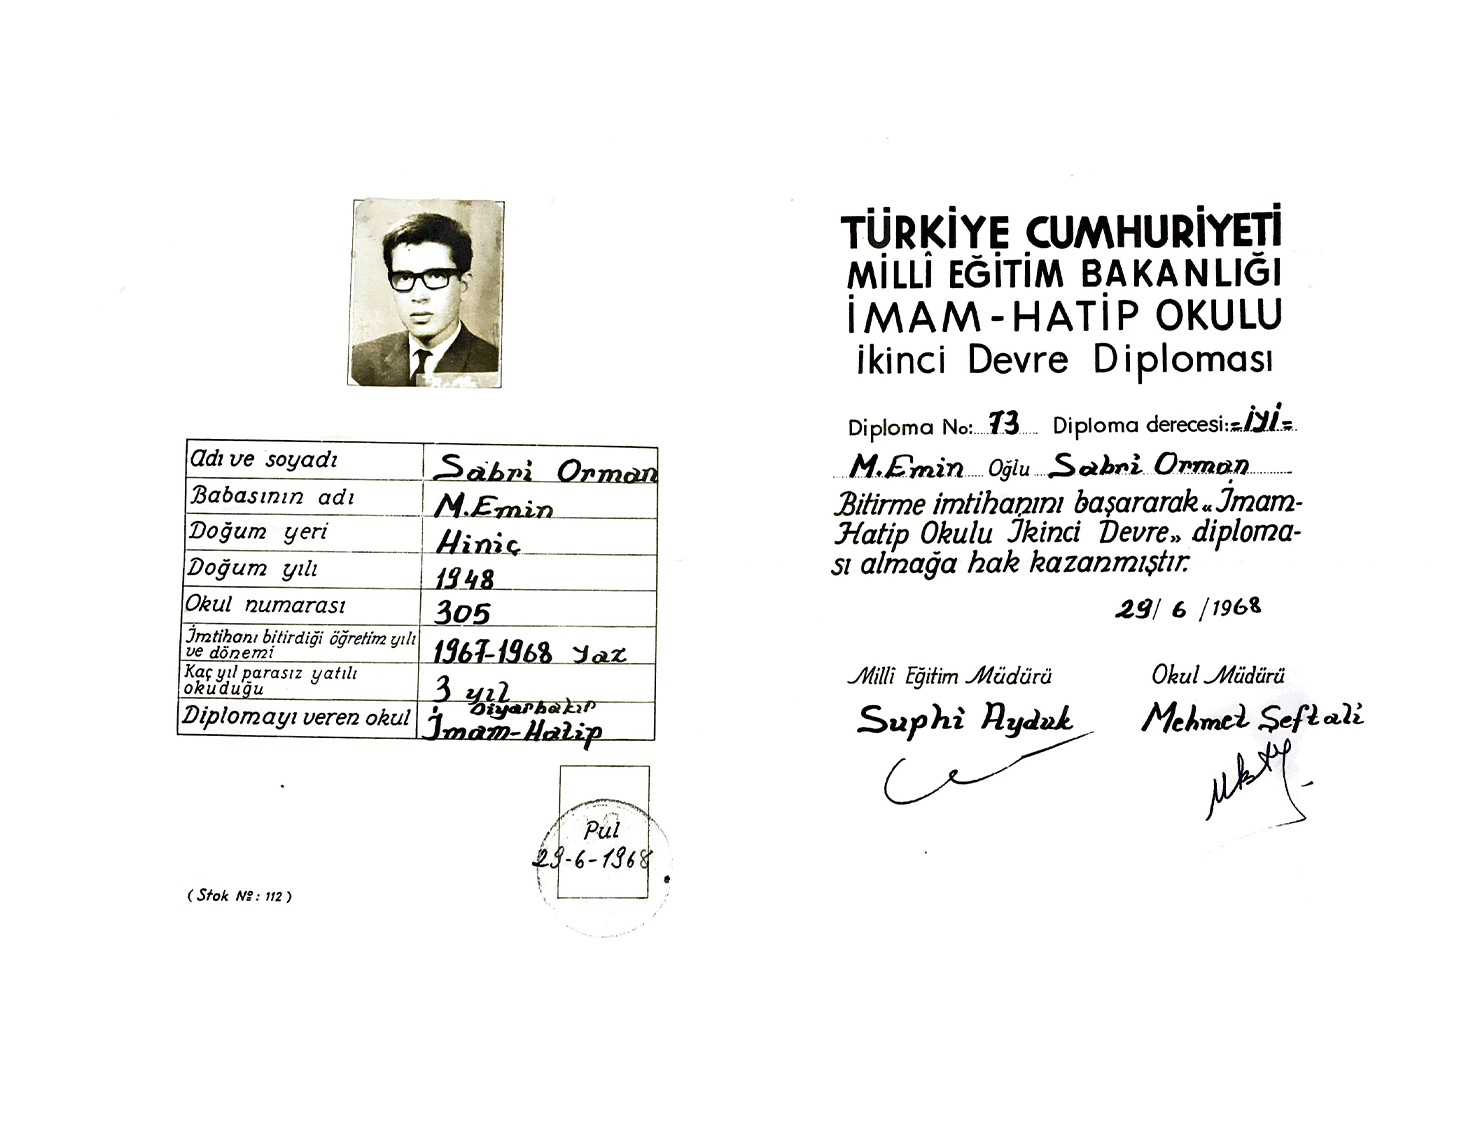 Adı ve soyadı Sabri Orman
Babasının adı M.Emin
Doğum yeri Hiniç
Doğum yılı 1948
Okul numarası 305
İmtihanı bitirdiği öğretim yılı
ve dönemi 1967-1968 yaz
Kaç yıl parasız yatılı
okuduğu 3 yıl
Diyarbakır
Diplomayı veren okul İmam-Hatip
Pul
29-6-1968
(Stok №: 112)
TÜRKİYE CUMHURİYETİ
MİLLÎ EĞİTİM BAKANLIĞI
İMAM-HATİP OKULU
İkinci Devre Diploması
Diploma No: 73 Diploma derecesi: =İYİ=
M.Emin Oğlu Sabri Orman
Bitirme imtihanını başararak «İmam-
Hatip Okulu İkinci Devre» diploma-
sı almağa hak kazanmıştır.
29/ 6 /1968
Millî Eğitim Müdürü Okul Müdürü
Suphi Ayduk Mehmet Şeftali